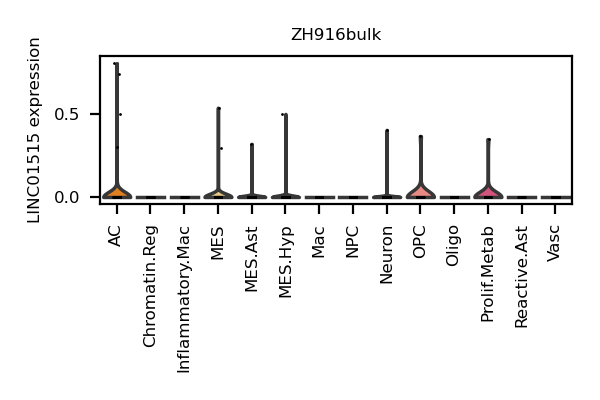 ZH916bulk
LINC01515 expression
0.5
0.0
AC
Chromatin.Reg
Inflammatory.Mac
MES
MES.Ast
MES.Hyp
Mac
NPC
Neuron
OPC
Oligo
Prolif.Metab
Reactive.Ast
Vasc